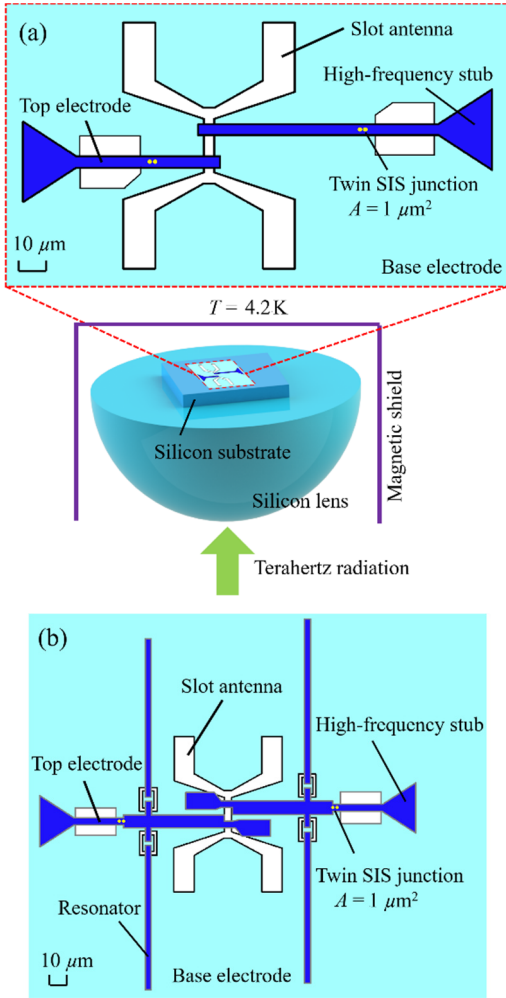 (a)
Slot antenna
High-frequency stub
Top electrode
Twin SIS junction
A = 1 μm²
10 μm
Base electrode
T = 4.2 K
Magnetic shield
Silicon substrate
Silicon lens
Terahertz radiation
(b)
Slot antenna
High-frequency stub
Top electrode
Twin SIS junction
A = 1 μm²
Resonator
10 μm
Base electrode